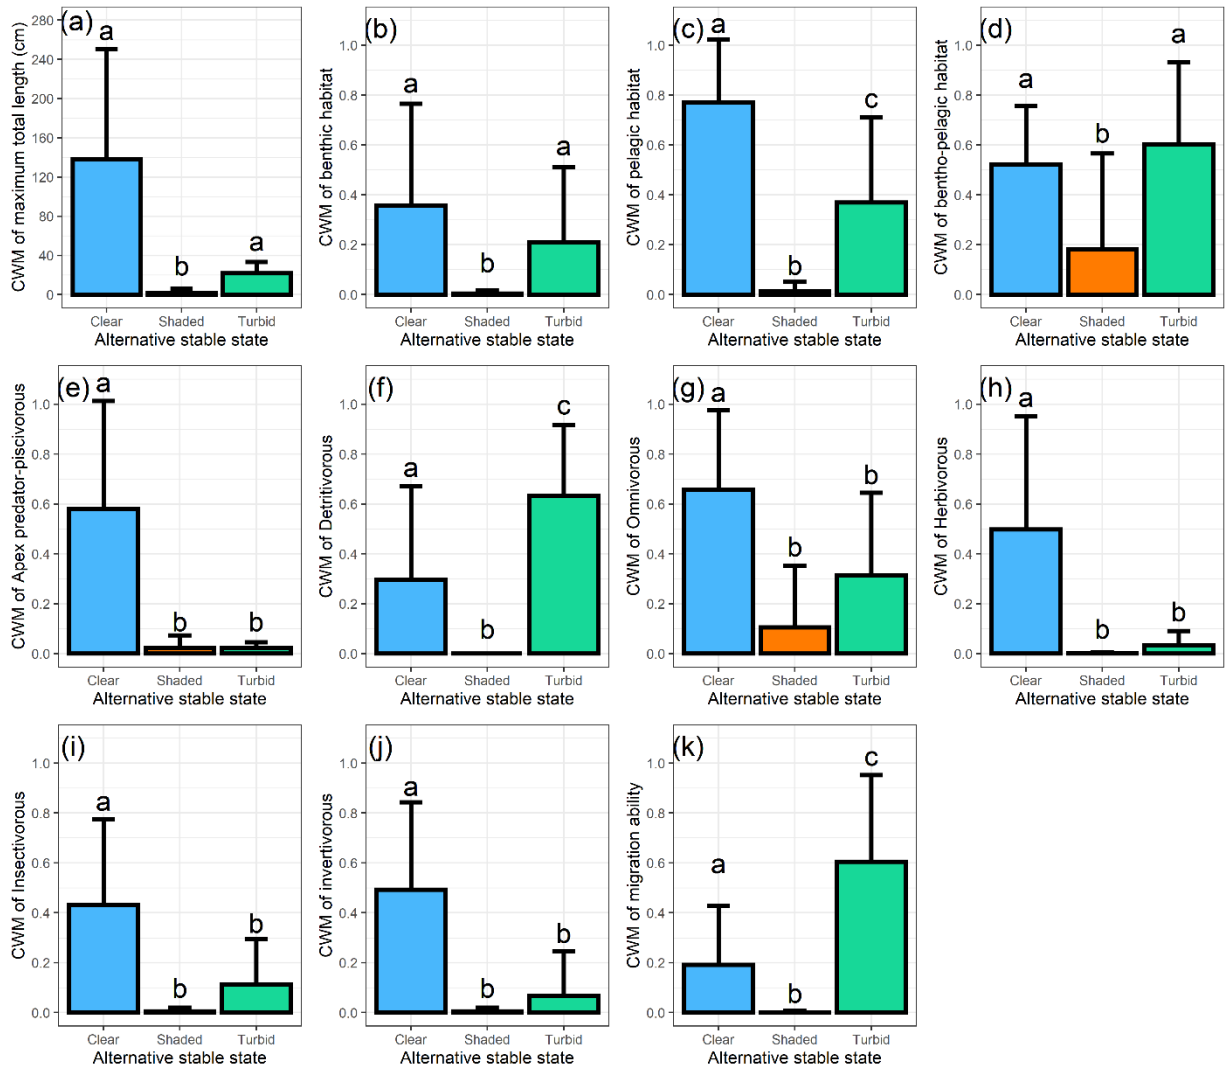 (a)
CWM of maximum total length (cm)
280
240
200
160
120
80
40
0
a
b
a
Clear
Shaded
Turbid
Alternative stable state
(b)
CWM of benthic habitat
1.0
0.8
0.6
0.4
0.2
0.0
a
b
a
Clear
Shaded
Turbid
Alternative stable state
(c)
CWM of pelagic habitat
1.0
0.8
0.6
0.4
0.2
0.0
a
b
c
Clear
Shaded
Turbid
Alternative stable state
(d)
CWM of bentho-pelagic habitat
1.0
0.8
0.6
0.4
0.2
0.0
a
b
a
Clear
Shaded
Turbid
Alternative stable state
(e)
CWM of Apex predator-piscivorous
1.0
0.8
0.6
0.4
0.2
0.0
a
b
b
Clear
Shaded
Turbid
Alternative stable state
(f)
CWM of Detritivorous
1.0
0.8
0.6
0.4
0.2
0.0
a
b
c
Clear
Shaded
Turbid
Alternative stable state
(g)
CWM of Omnivorous
1.0
0.8
0.6
0.4
0.2
0.0
a
b
b
Clear
Shaded
Turbid
Alternative stable state
(h)
CWM of Herbivorous
1.0
0.8
0.6
0.4
0.2
0.0
a
b
b
Clear
Shaded
Turbid
Alternative stable state
(i)
CWM of Insectivorous
1.0
0.8
0.6
0.4
0.2
0.0
a
b
b
Clear
Shaded
Turbid
Alternative stable state
(j)
CWM of invertivorous
1.0
0.8
0.6
0.4
0.2
0.0
a
b
b
Clear
Shaded
Turbid
Alternative stable state
(k)
CWM of migration ability
1.0
0.8
0.6
0.4
0.2
0.0
a
b
c
Clear
Shaded
Turbid
Alternative stable state